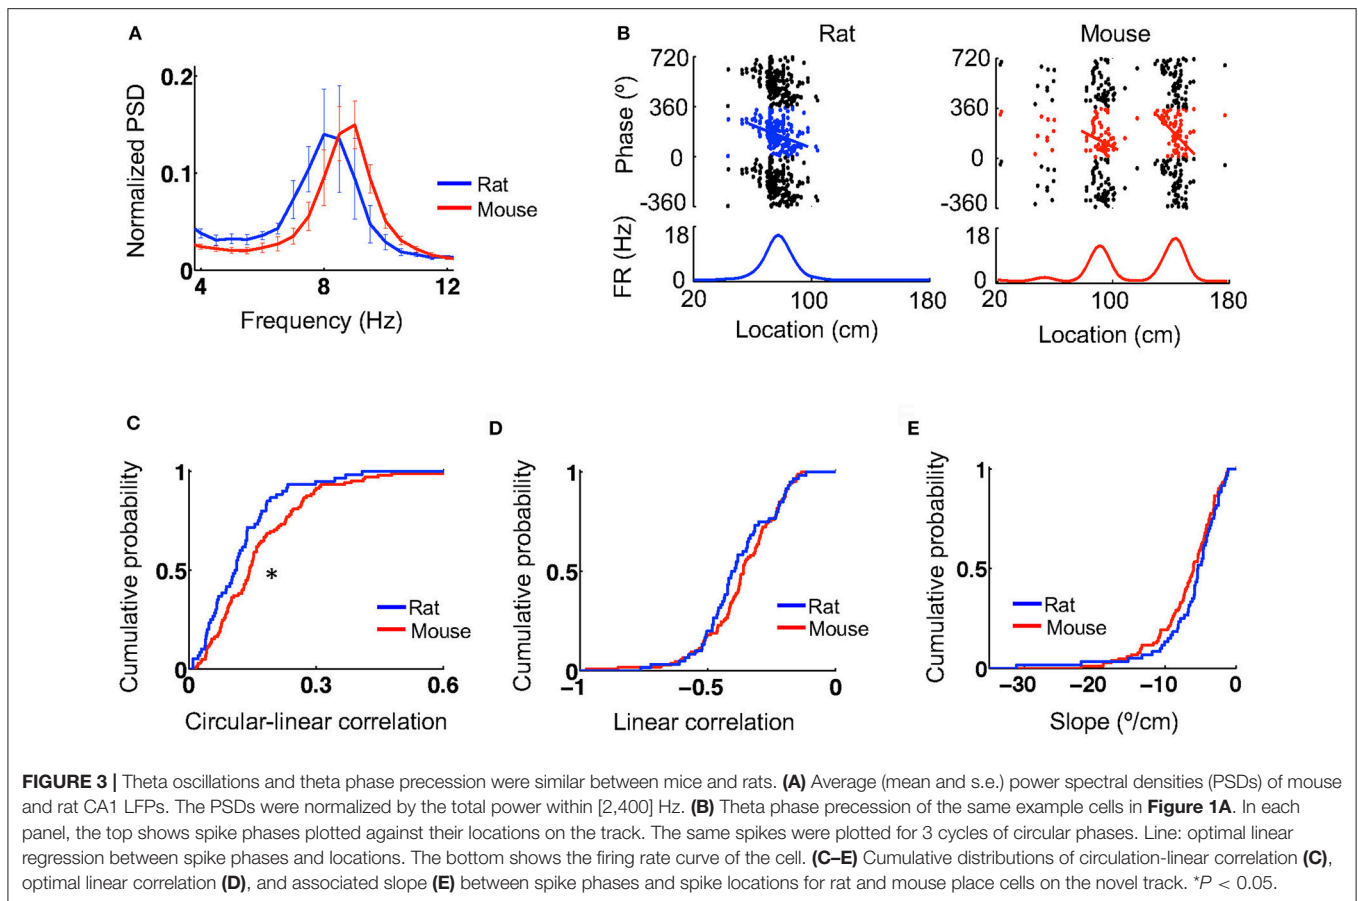 A
Normalized PSD
0.2
0.1
0
4
8
12
Frequency (Hz)
Rat
Mouse
B
Rat
Mouse
Phase (º)
720
360
0
-360
720
360
0
-360
FR (Hz)
18
0
20
100
180
Location (cm)
18
0
20
100
180
Location (cm)
C
Cumulative probability
1
0.5
0
0
0.3
0.6
*
Rat
Mouse
Circular-linear correlation
D
Cumulative probability
1
0.5
0
−1
−0.5
0
Rat
Mouse
Linear correlation
E
Cumulative probability
1
0.5
0
−30
−20
−10
0
Rat
Mouse
Slope (º/cm)
FIGURE 3 | Theta oscillations and theta phase precession were similar between mice and rats. (A) Average (mean and s.e.) power spectral densities (PSDs) of mouse
and rat CA1 LFPs. The PSDs were normalized by the total power within [2,400] Hz. (B) Theta phase precession of the same example cells in Figure 1A. In each
panel, the top shows spike phases plotted against their locations on the track. The same spikes were plotted for 3 cycles of circular phases. Line: optimal linear
regression between spike phases and locations. The bottom shows the firing rate curve of the cell. (C–E) Cumulative distributions of circulation-linear correlation (C),
optimal linear correlation (D), and associated slope (E) between spike phases and spike locations for rat and mouse place cells on the novel track. *P < 0.05.